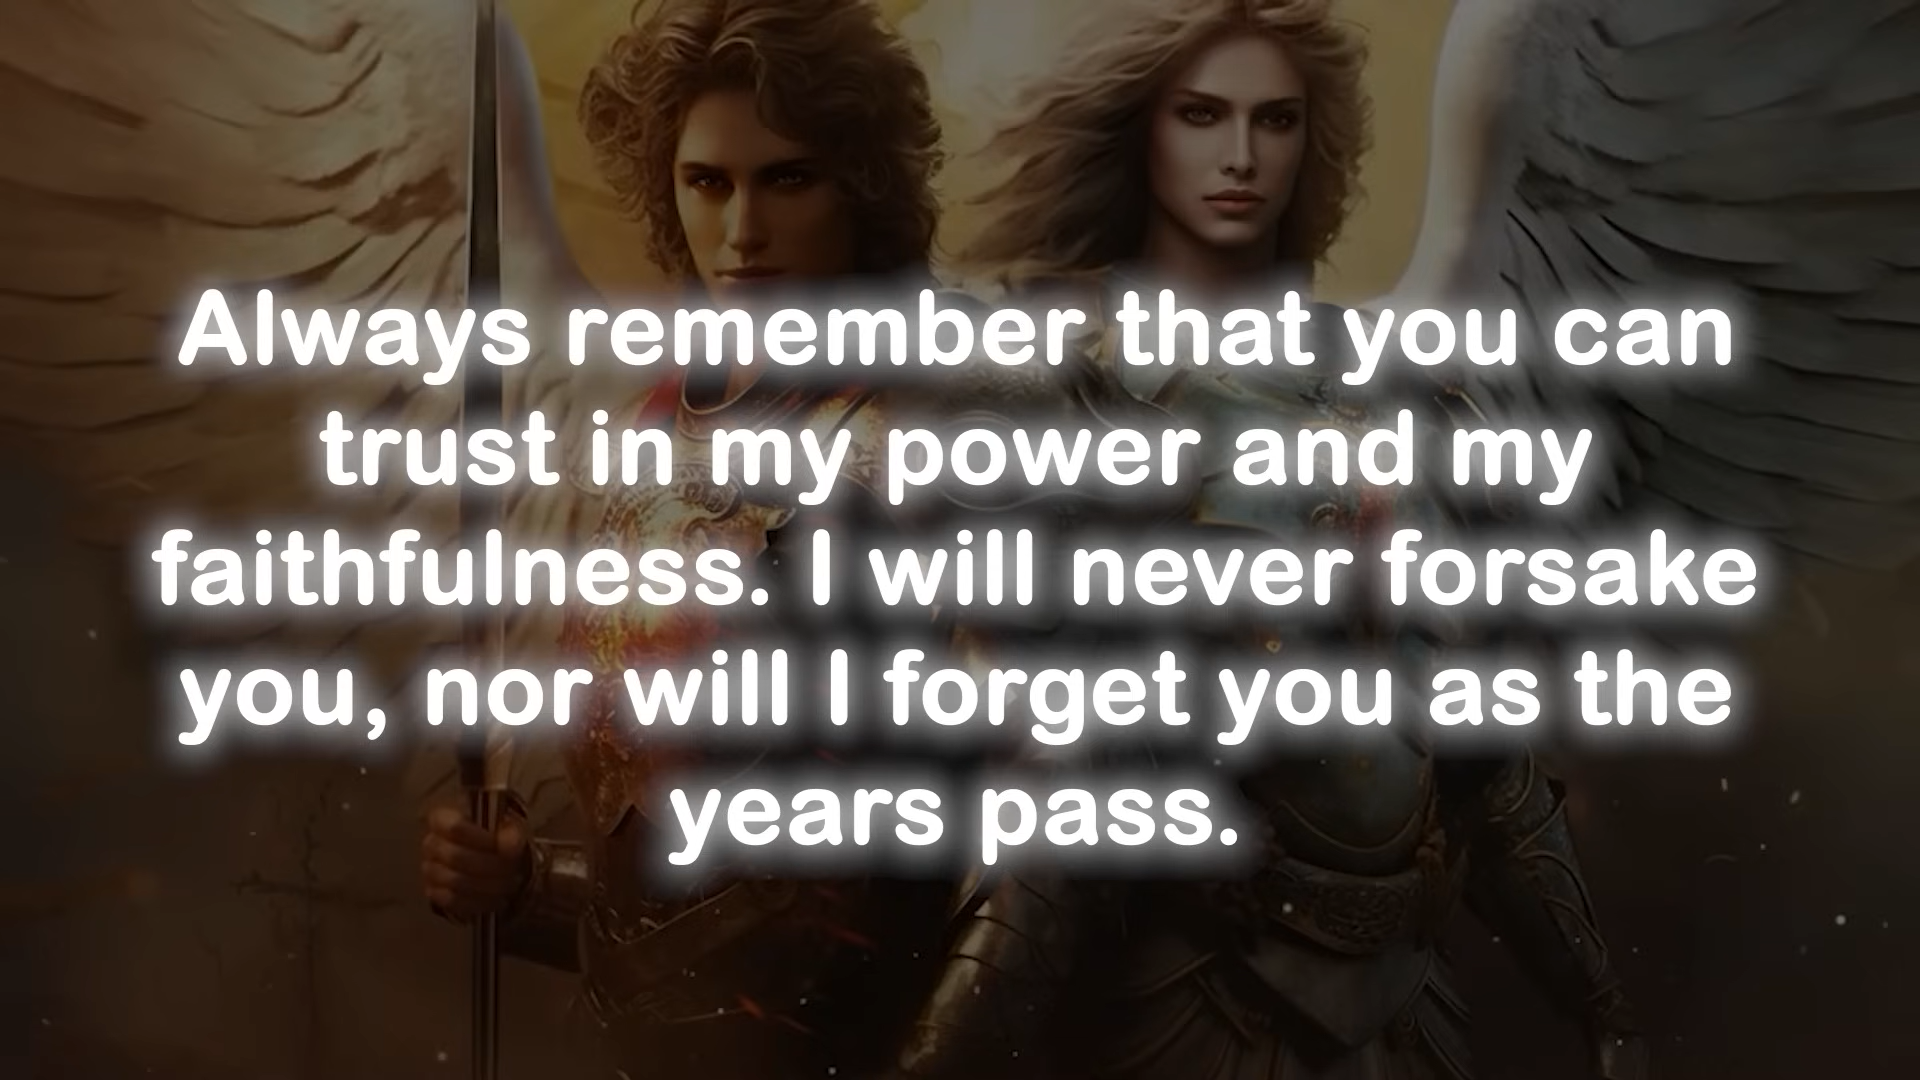 Always remember that you can
trust in my power and my
faithfulness. I will never forsake
you, nor will I forget you as the
years pass.